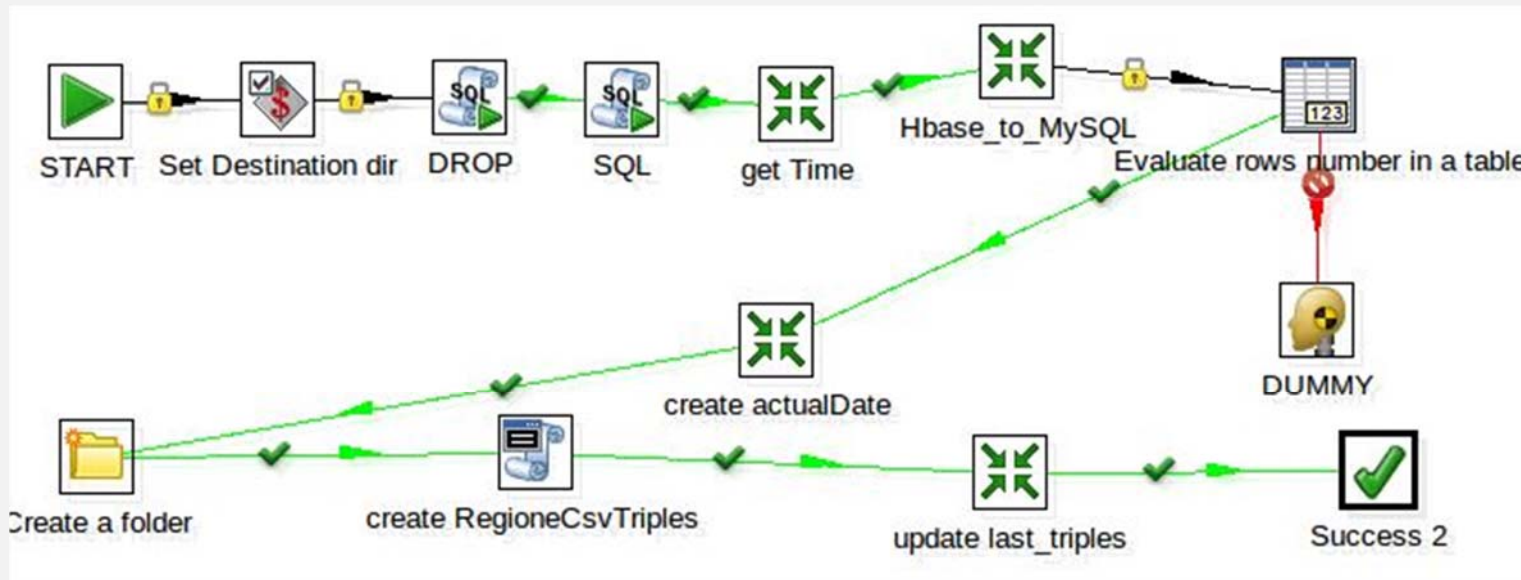 SQL
SQL
123
START
Set Destination dir
DROP
SQL
get Time
Hbase_to_MySQL
Evaluate rows number in a table
create actualDate
DUMMY
Create a folder
create RegioneCsvTriples
update last_triples
Success 2